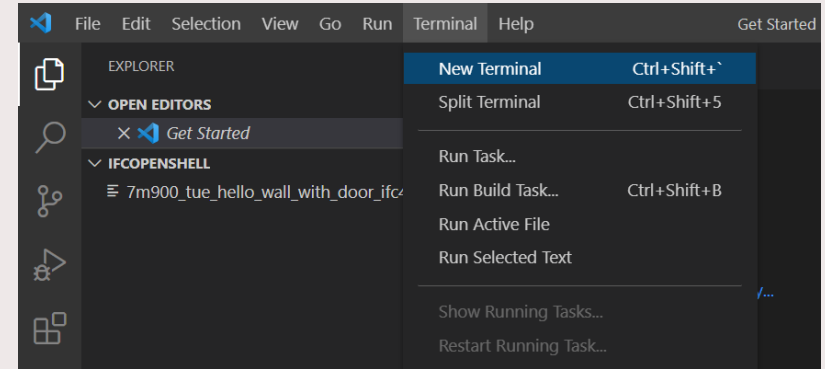 File Edit Selection View Go Run Terminal Help Get Started
EXPLORER
OPEN EDITORS
Get Started
IFCOPENSHELL
7m900_tue_hello_wall_with_door_ifc4
New Terminal Ctrl+Shift+`
Split Terminal Ctrl+Shift+5
Run Task...
Run Build Task... Ctrl+Shift+B
Run Active File
Run Selected Text
Show Running Tasks...
Restart Running Task...
y...